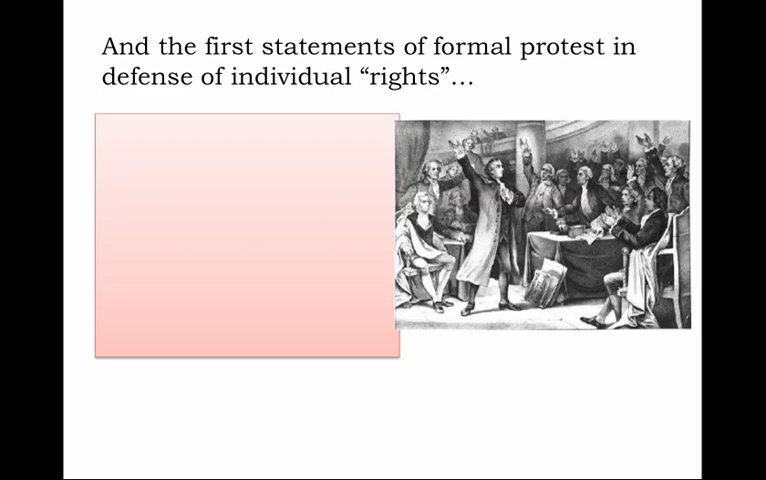 And the first statements of formal protest in
defense of individual “rights”…